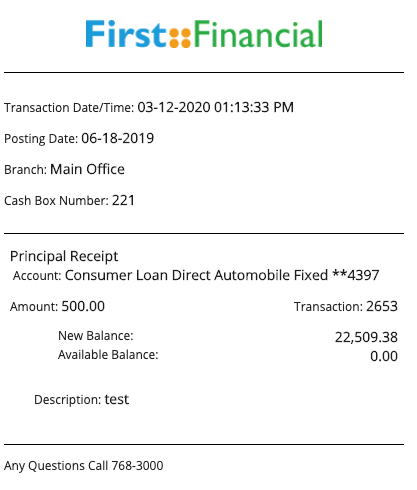 First Financial
Transaction Date/Time: 03-12-2020 01:13:33 PM
Posting Date: 06-18-2019
Branch: Main Office
Cash Box Number: 221
Principal Receipt
Account: Consumer Loan Direct Automobile Fixed **4397
Amount: 500.00 Transaction: 2653
New Balance: 22,509.38
Available Balance: 0.00
Description: test
Any Questions Call 768-3000